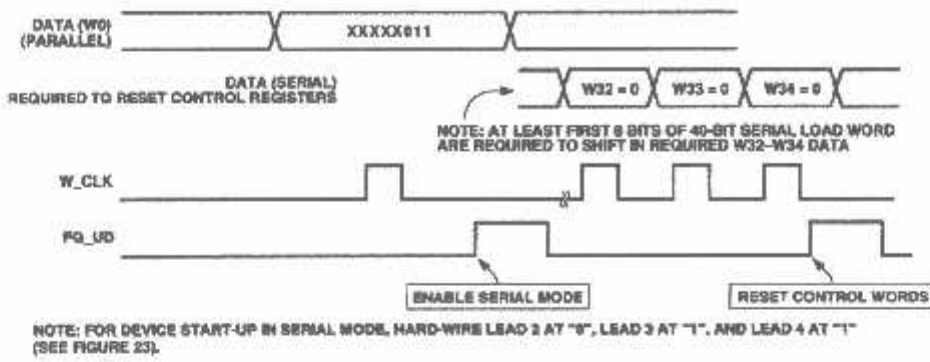 DATA (W0)
(PARALLEL)
XXXXX011
DATA (SERIAL)
REQUIRED TO RESET CONTROL REGISTERS
W32 = 0
W33 = 0
W34 = 0
NOTE: AT LEAST FIRST 8 BITS OF 40-BIT SERIAL LOAD WORD
ARE REQUIRED TO SHIFT IN REQUIRED W32–W34 DATA
W_CLK
FQ_UD
ENABLE SERIAL MODE
RESET CONTROL WORDS
NOTE: FOR DEVICE START-UP IN SERIAL MODE, HARD-WIRE LEAD 2 AT "0", LEAD 3 AT "1", AND LEAD 4 AT "1"
(SEE FIGURE 23).